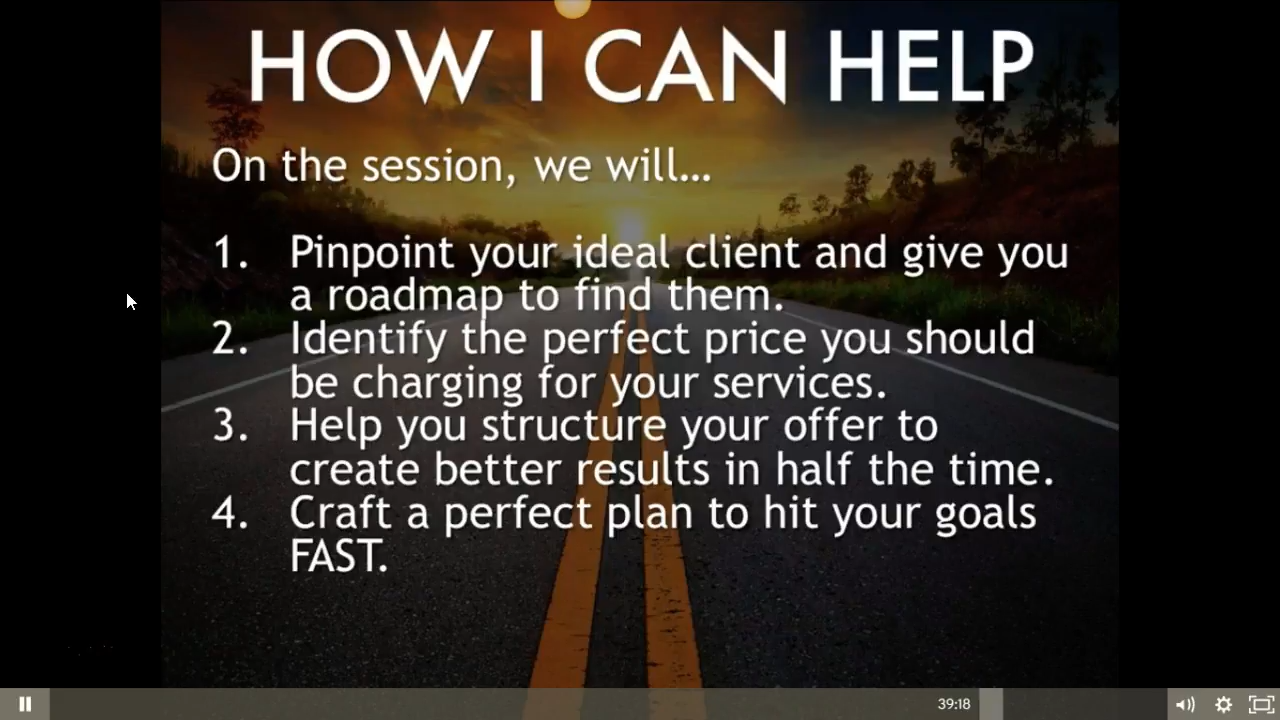 HOW I CAN HELP
On the session, we will...
1. Pinpoint your ideal client and give you
a roadmap to find them.
2. Identify the perfect price you should
be charging for your services.
3. Help you structure your offer to
create better results in half the time.
4. Craft a perfect plan to hit your goals
FAST.
39:18